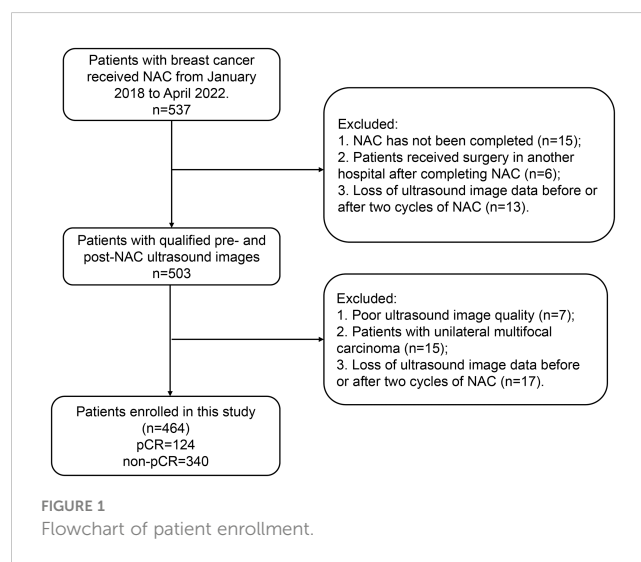 Patients with breast cancer
received NAC from January
2018 to April 2022.
n=537
Excluded:
1. NAC has not been completed (n=15);
2. Patients received surgery in another
hospital after completing NAC (n=6);
3. Loss of ultrasound image data before or
after two cycles of NAC (n=13).
Patients with qualified pre- and
post-NAC ultrasound images
n=503
Excluded:
1. Poor ultrasound image quality (n=7);
2. Patients with unilateral multifocal
carcinoma (n=15);
3. Loss of ultrasound image data before
or after two cycles of NAC (n=17).
Patients enrolled in this study
(n=464)
pCR=124
non-pCR=340
FIGURE 1
Flowchart of patient enrollment.